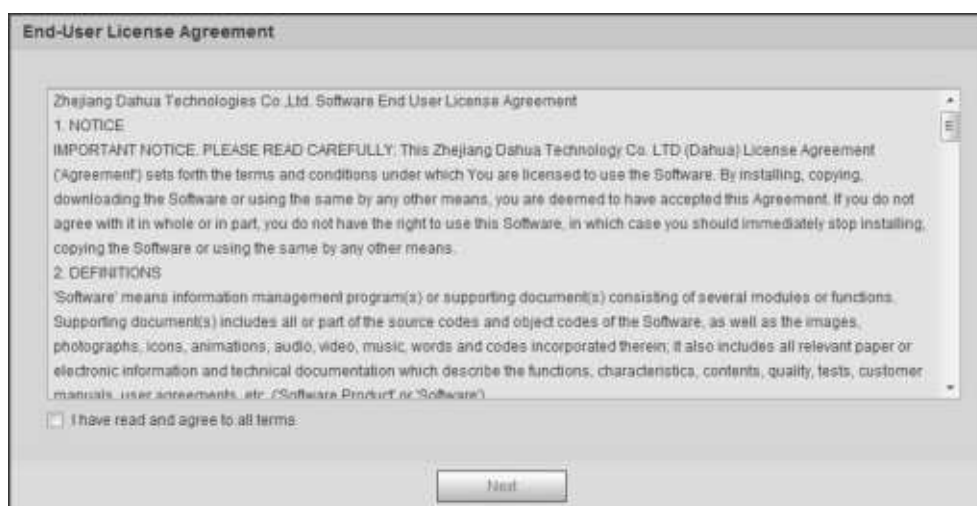 End-User License Agreement
Zhejiang Dahua Technologies Co.,Ltd. Software End User License Agreement
1. NOTICE
IMPORTANT NOTICE. PLEASE READ CAREFULLY: This Zhejiang Dahua Technology Co. LTD (Dahua) License Agreement
('Agreement') sets forth the terms and conditions under which You are licensed to use the Software. By installing, copying,
downloading the Software or using the same by any other means, you are deemed to have accepted this Agreement. If you do not
agree with it in whole or in part, you do not have the right to use this Software, in which case you should immediately stop installing,
copying the Software or using the same by any other means.
2. DEFINITIONS
'Software' means information management program(s) or supporting document(s) consisting of several modules or functions.
Supporting document(s) includes all or part of the source codes and object codes of the Software, as well as the images,
photographs, icons, animations, audio, video, music, words and codes incorporated therein; it also includes all relevant paper or
electronic information and technical documentation which describe the functions, characteristics, contents, quality, tests, customer
manuals, user agreements, etc. ('Software Product' or 'Software')
I have read and agree to all terms
Next